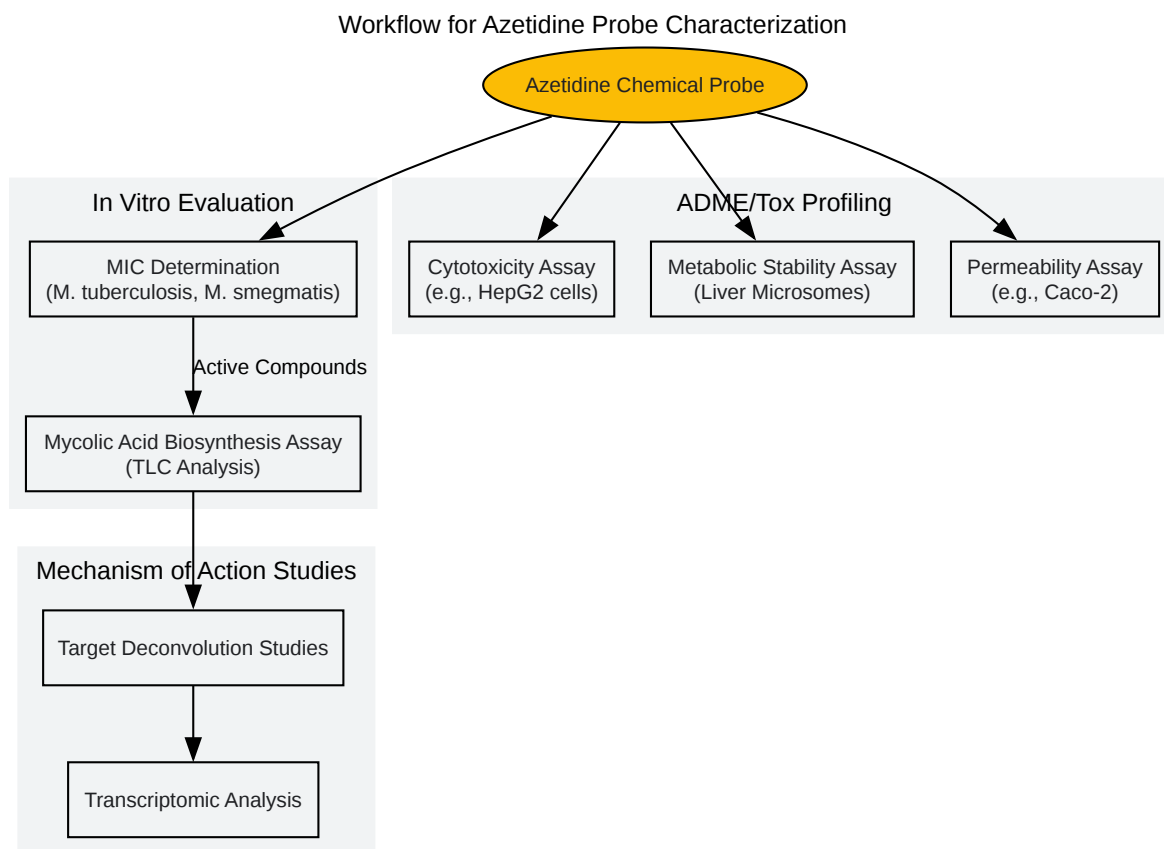 Workflow for Azetidine Probe Characterization
Azetidine Chemical Probe
In Vitro Evaluation
ADME/Tox Profiling
MIC Determination
(M. tuberculosis, M. smegmatis)
Cytotoxicity Assay
(e.g., HepG2 cells)
Metabolic Stability Assay
(Liver Microsomes)
Permeability Assay
(e.g., Caco-2)
Active Compounds
Mycolic Acid Biosynthesis Assay
(TLC Analysis)
Mechanism of Action Studies
Target Deconvolution Studies
Transcriptomic Analysis